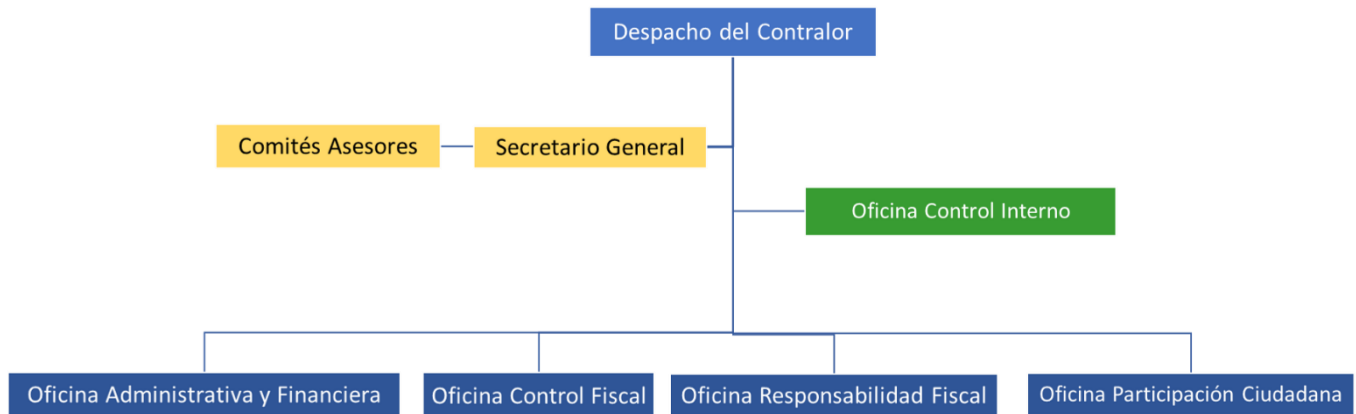 Despacho del Contralor
Comités Asesores
Secretario General
Oficina Control Interno
Oficina Administrativa y Financiera
Oficina Control Fiscal
Oficina Responsabilidad Fiscal
Oficina Participación Ciudadana